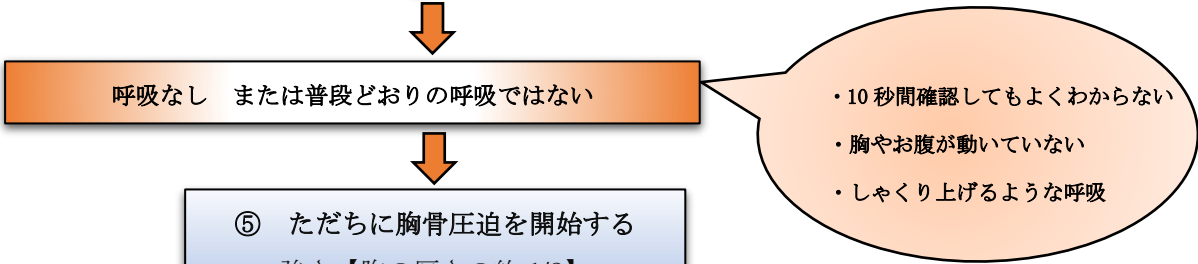 呼吸なし　または普段どおりの呼吸ではない
・10 秒間確認してもよくわからない
・胸やお腹が動いていない
・しゃくり上げるような呼吸
⑤　ただちに胸骨圧迫を開始する